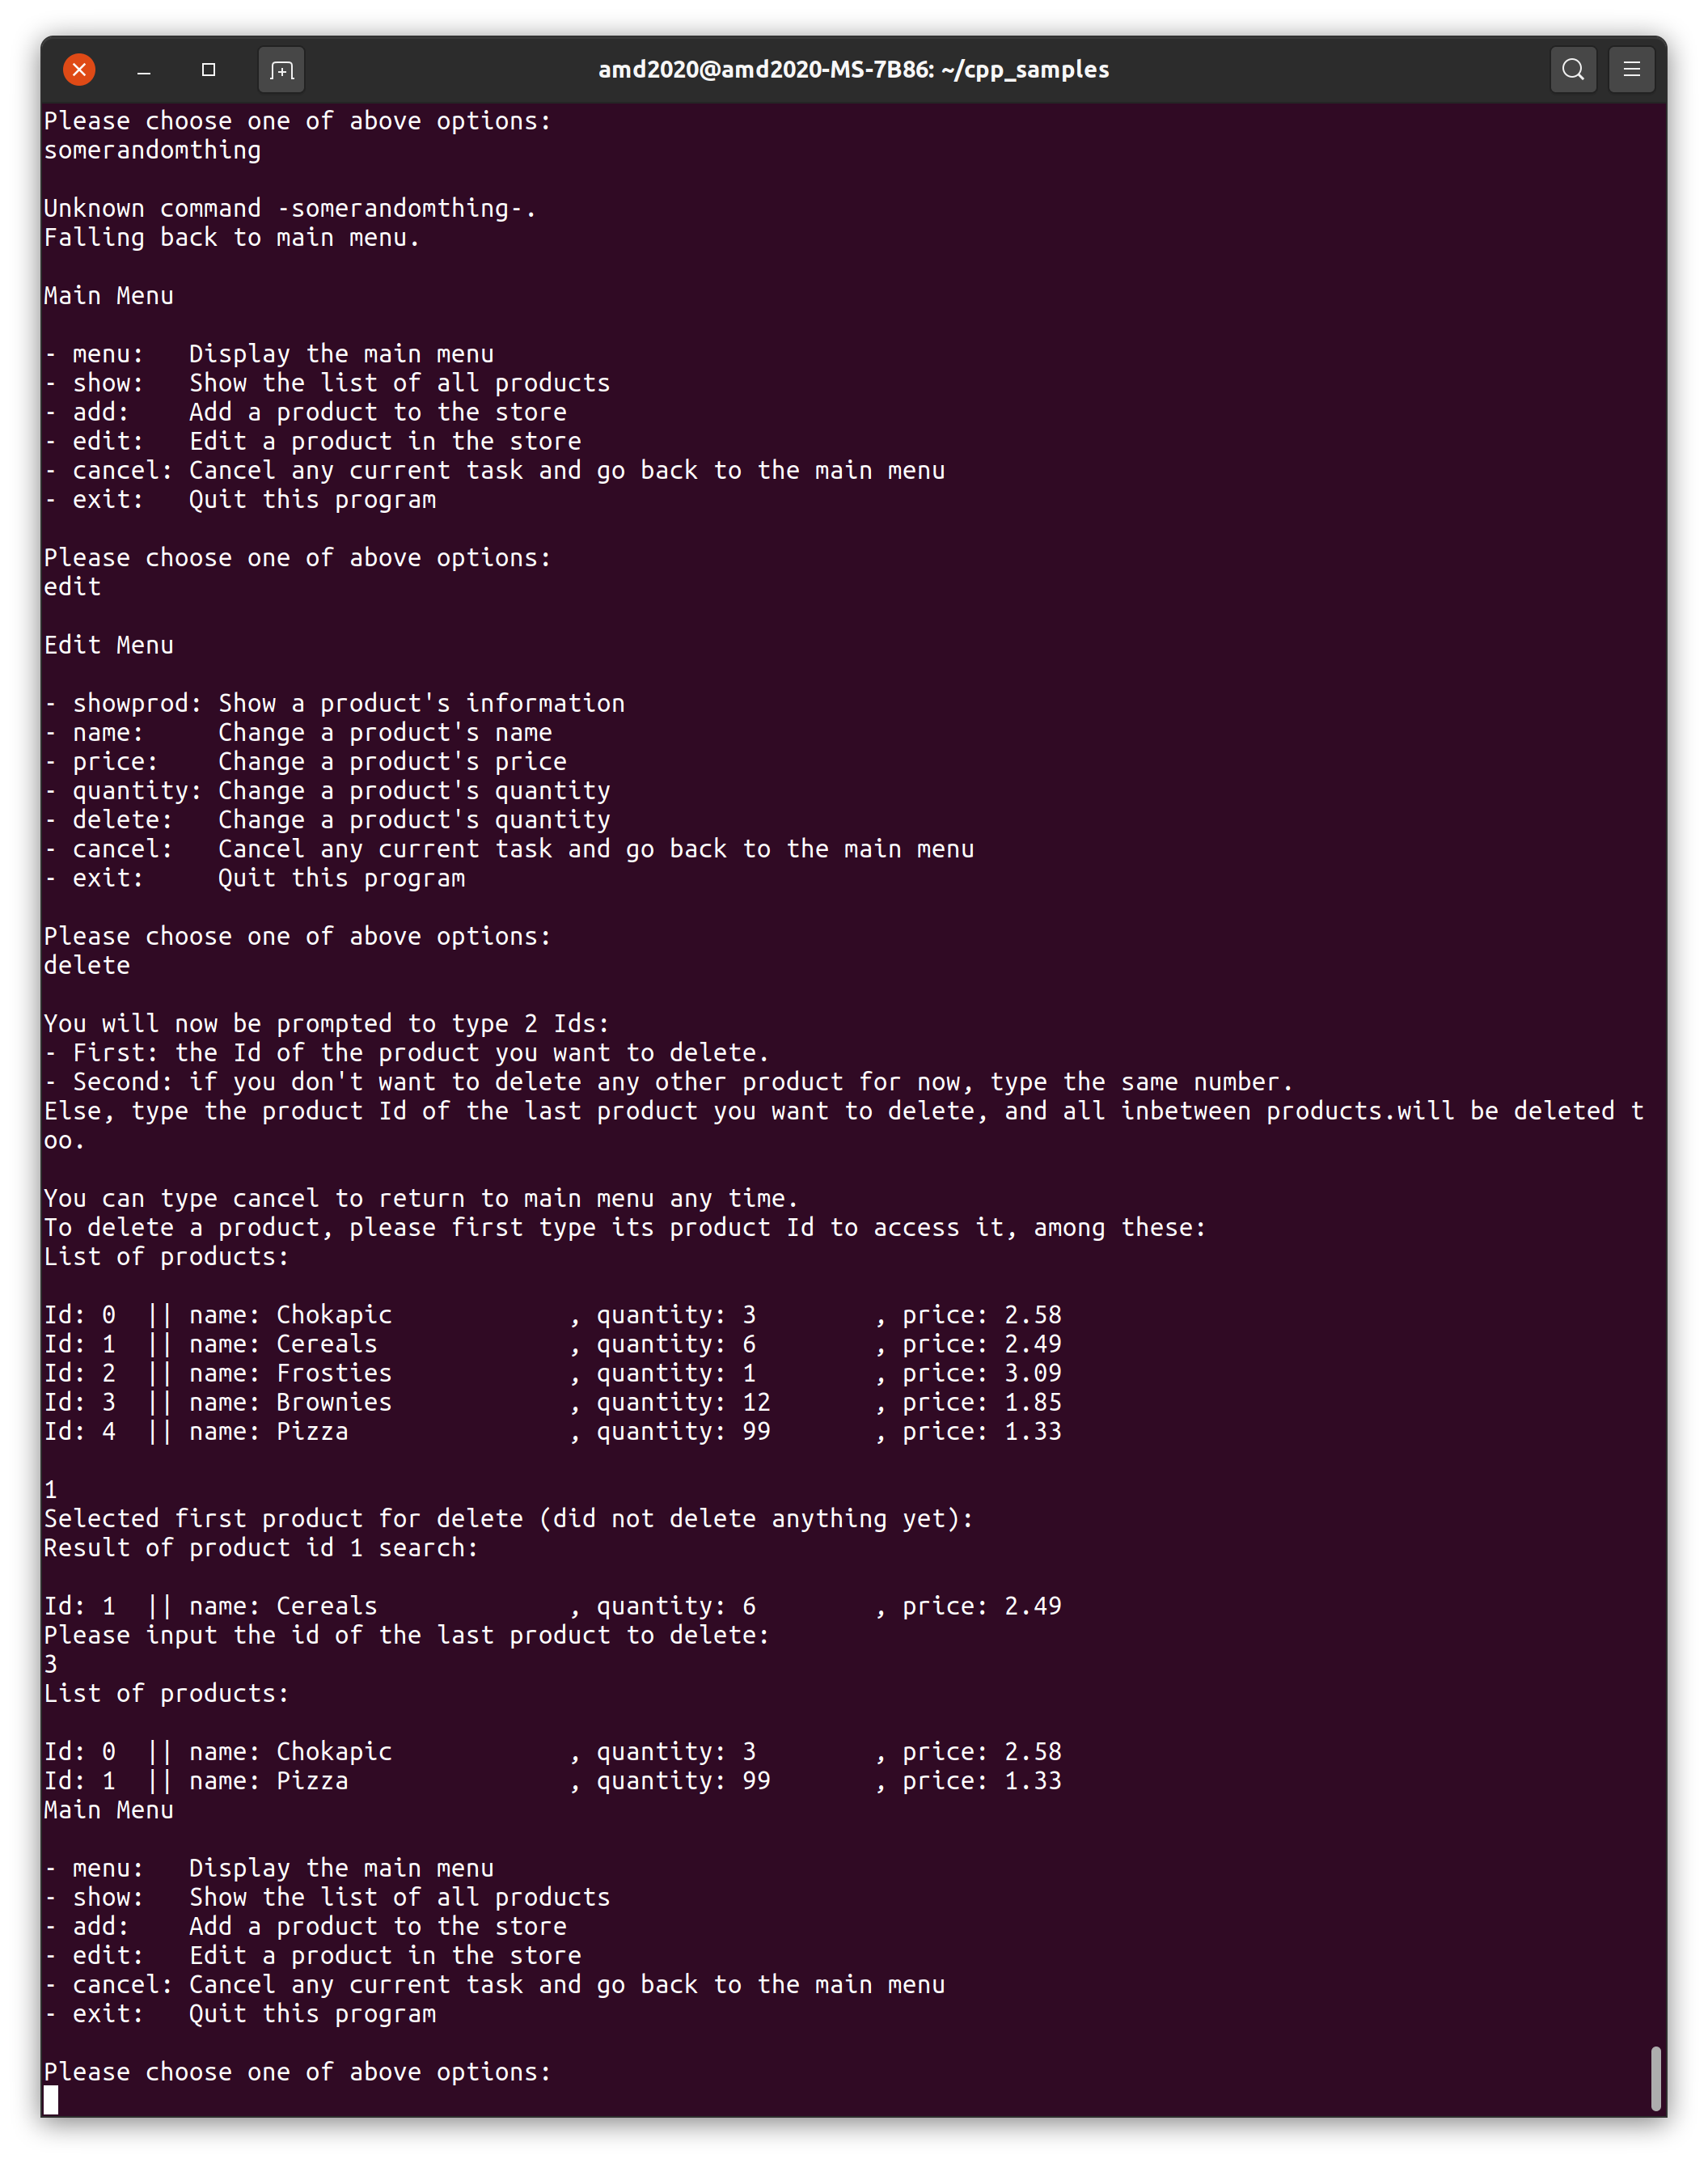 amd2020@amd2020-MS-7B86: ~/cpp_samples
Please choose one of above options:
somerandomthing

Unknown command -somerandomthing-.
Falling back to main menu.

Main Menu

- menu:   Display the main menu
- show:   Show the list of all products
- add:    Add a product to the store
- edit:   Edit a product in the store
- cancel: Cancel any current task and go back to the main menu
- exit:   Quit this program

Please choose one of above options:
edit

Edit Menu

- showprod: Show a product's information
- name:     Change a product's name
- price:    Change a product's price
- quantity: Change a product's quantity
- delete:   Change a product's quantity
- cancel:   Cancel any current task and go back to the main menu
- exit:     Quit this program

Please choose one of above options:
delete

You will now be prompted to type 2 Ids:
- First: the Id of the product you want to delete.
- Second: if you don't want to delete any other product for now, type the same number.
Else, type the product Id of the last product you want to delete, and all inbetween products.will be deleted t
oo.

You can type cancel to return to main menu any time.
To delete a product, please first type its product Id to access it, among these:
List of products:

Id: 0  || name: Chokapic            , quantity: 3        , price: 2.58
Id: 1  || name: Cereals             , quantity: 6        , price: 2.49
Id: 2  || name: Frosties            , quantity: 1        , price: 3.09
Id: 3  || name: Brownies            , quantity: 12       , price: 1.85
Id: 4  || name: Pizza               , quantity: 99       , price: 1.33

1
Selected first product for delete (did not delete anything yet):
Result of product id 1 search:

Id: 1  || name: Cereals             , quantity: 6        , price: 2.49
Please input the id of the last product to delete:
3
List of products:

Id: 0  || name: Chokapic            , quantity: 3        , price: 2.58
Id: 1  || name: Pizza               , quantity: 99       , price: 1.33
Main Menu

- menu:   Display the main menu
- show:   Show the list of all products
- add:    Add a product to the store
- edit:   Edit a product in the store
- cancel: Cancel any current task and go back to the main menu
- exit:   Quit this program

Please choose one of above options: